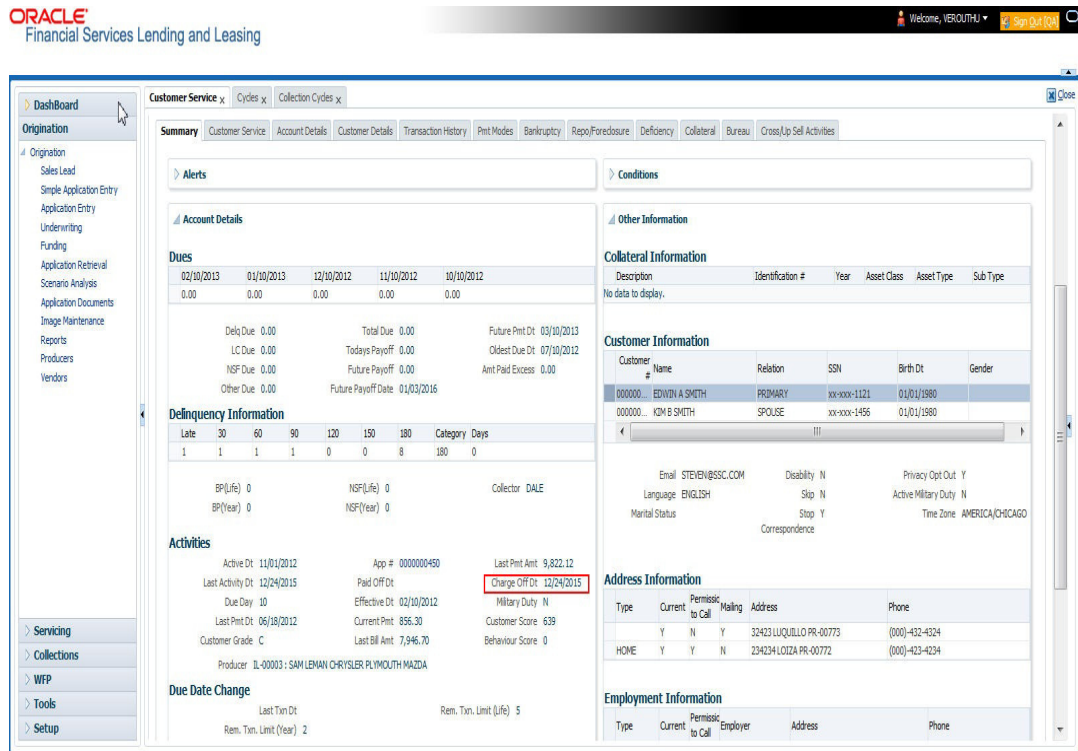 ORACLE'
Financial Services Lending and Leasing
Welcome, VEROUTHU
Sign Out [QA]
Close
DashBoard
Origination
Origination
Sales Lead
Simple Application Entry
Application Entry
Underwriting
Funding
Application Retrieval
Scenario Analysis
Application Documents
Image Maintenance
Reports
Producers
Vendors
Servicing
Collections
WFP
Tools
Setup
Customer Service x Cycles x Collection Cycles x
Summary Customer Service Account Details Customer Details Transaction History Pmt Modes Bankruptcy Repo/Foreclosure Deficiency Collateral Bureau Cross/Up Sell Activities
Alerts
Account Details
Dues
02/10/2013 01/10/2013 12/10/2012 11/10/2012 10/10/2012
0.00 0.00 0.00 0.00 0.00
Delq Due 0.00 Total Due 0.00 Future Pmt Dt 03/10/2013
LC Due 0.00 Todays Payoff 0.00 Oldest Due Dt 07/10/2012
NSF Due 0.00 Future Payoff 0.00 Amt Paid Excess 0.00
Other Due 0.00 Future Payoff Date 01/03/2016
Delinquency Information
Late 30 60 90 120 150 180 Category Days
1 1 1 1 0 0 8 180 0
BP(Life) 0 NSF(Life) 0 Collector DALE
BP(Year) 0 NSF(Year) 0
Activities
Active Dt 11/01/2012 App # 0000000450 Last Pmt Amt 9,822.12
Last Activity Dt 12/24/2015 Paid Off Dt Charge Off Dt 12/24/2015
Due Day 10 Effective Dt 02/10/2012 Military Duty N
Last Pmt Dt 06/18/2012 Current Pmt 856.30 Customer Score 639
Customer Grade C Last Bill Amt 7,946.70 Behaviour Score 0
Producer IL-00003 : SAM LEMAN CHRYSLER PLYMOUTH MAZDA
Due Date Change
Last Txn Dt Rem. Txn. Limit (Life) 5
Rem. Txn. Limit (Year) 2
Conditions
Other Information
Collateral Information
Description Identification # Year Asset Class Asset Type Sub Type
No data to display.
Customer Information
Customer # Name Relation SSN Birth Dt Gender
000000... EDWIN A SMITH PRIMARY xx-xxx-1121 01/01/1980
000000... KIM B SMITH SPOUSE xx-xxx-1456 01/01/1980
Email STEVEN@SSC.COM Disability N Privacy Opt Out Y
Language ENGLISH Skip N Active Military Duty N
Marital Status Stop Correspondence Y Time Zone AMERICA/CHICAGO
Address Information
Type Current Permissic to Call Mailing Address Phone
Y N Y 32423 LUQUILLO PR-00773 (000)-432-4324
HOME Y Y N 234234 LOIZA PR-00772 (000)-423-4234
Employment Information
Type Current Permissic to Call Employer Address Phone